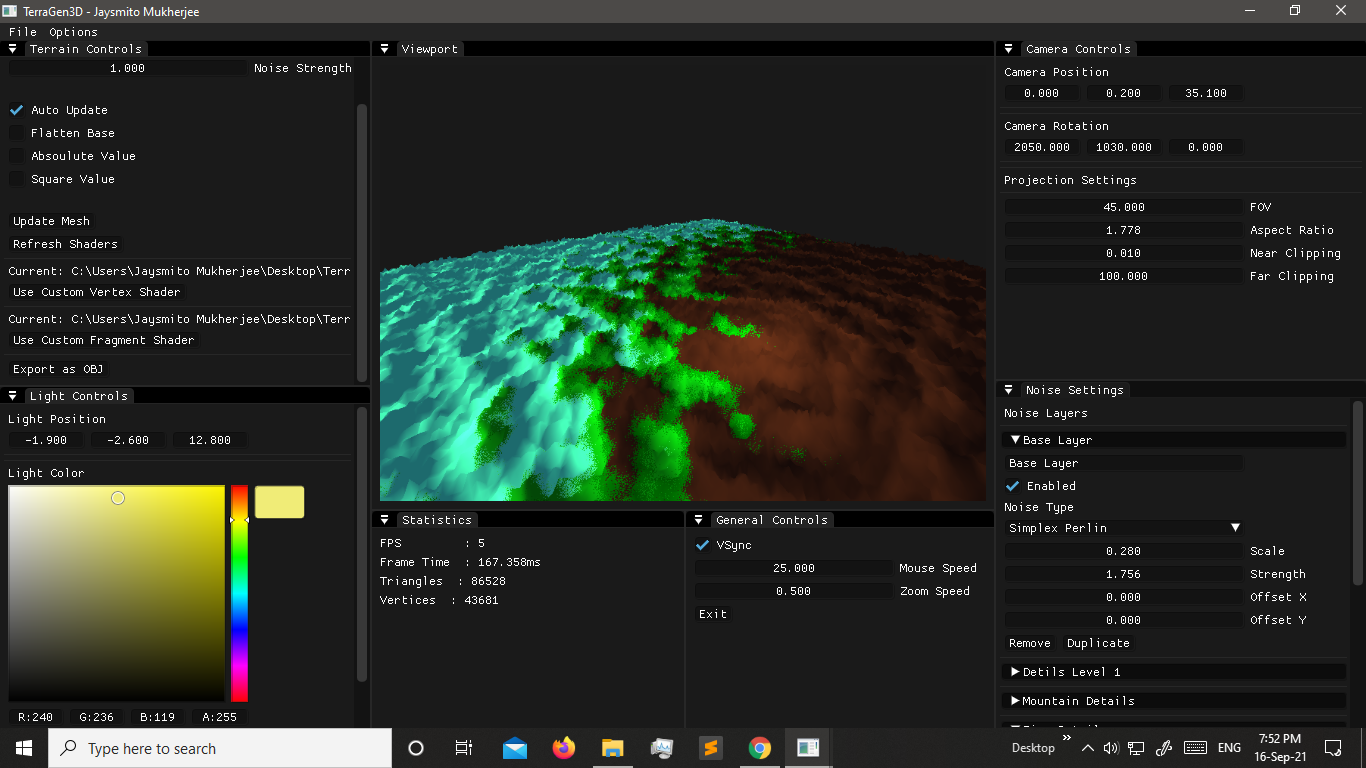 TerraGen3D - Jaysmito Mukherjee
File Options
Terrain Controls
1.000 Noise Strength
Auto Update
Flatten Base
Absoulute Value
Square Value
Update Mesh
Refresh Shaders
Current: C:\Users\Jaysmito Mukherjee\Desktop\Terr
Use Custom Vertex Shader
Current: C:\Users\Jaysmito Mukherjee\Desktop\Terr
Use Custom Fragment Shader
Export as OBJ
Light Controls
Light Position
-1.900 -2.600 12.800
Light Color
R:240 G:236 B:119 A:255
Viewport
Statistics
FPS : 5
Frame Time : 167.358ms
Triangles : 86528
Vertices : 43681
General Controls
VSync
25.000 Mouse Speed
0.500 Zoom Speed
Exit
Camera Controls
Camera Position
0.000 0.200 35.100
Camera Rotation
2050.000 1030.000 0.000
Projection Settings
45.000 FOV
1.778 Aspect Ratio
0.010 Near Clipping
100.000 Far Clipping
Noise Settings
Noise Layers
Base Layer
Base Layer
Enabled
Noise Type
Simplex Perlin
0.280 Scale
1.756 Strength
0.000 Offset X
0.000 Offset Y
Remove Duplicate
Detils Level 1
Mountain Details
Type here to search
Desktop
ENG
7:52 PM
16-Sep-21